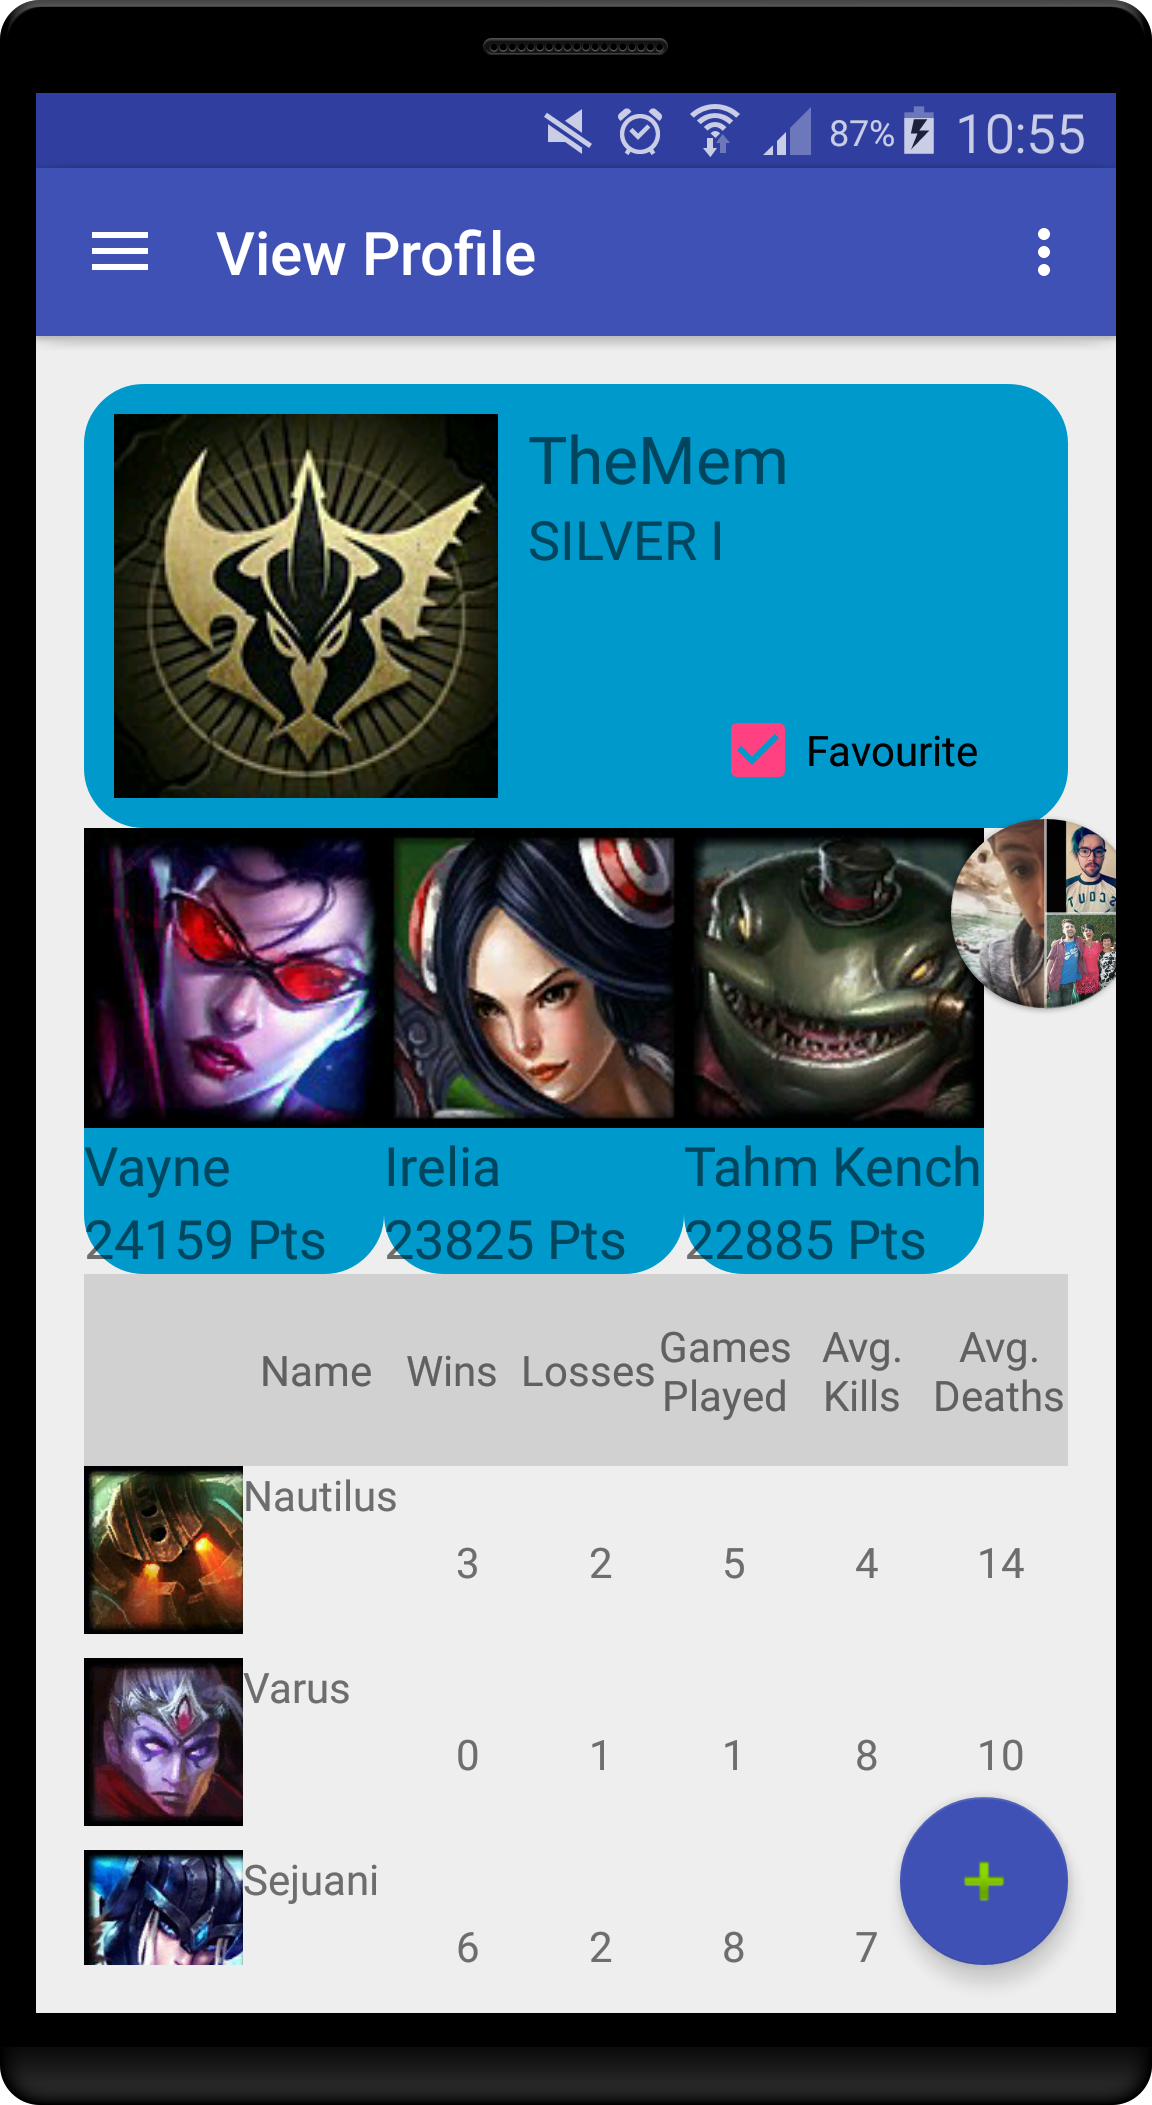 87% 10:55
View Profile
TheMem
SILVER I
Favourite
Vayne Irelia Tahm Kench
24159 Pts 23825 Pts 22885 Pts
Name Wins Losses Games Played Avg. Kills Avg. Deaths
Nautilus
3 2 5 4 14
Varus
0 1 1 8 10
Sejuani
6 2 8 7